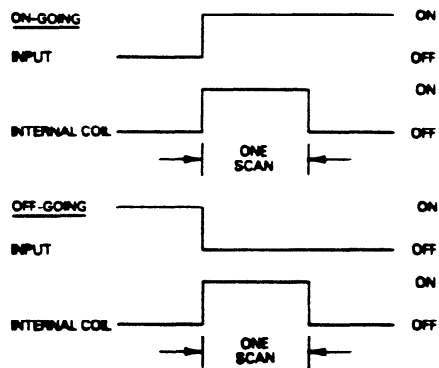 ON-GOING ON
INPUT OFF
ON
INTERNAL COIL OFF
ONE
SCAN
OFF-GOING ON
INPUT OFF
ON
INTERNAL COIL OFF
ONE
SCAN